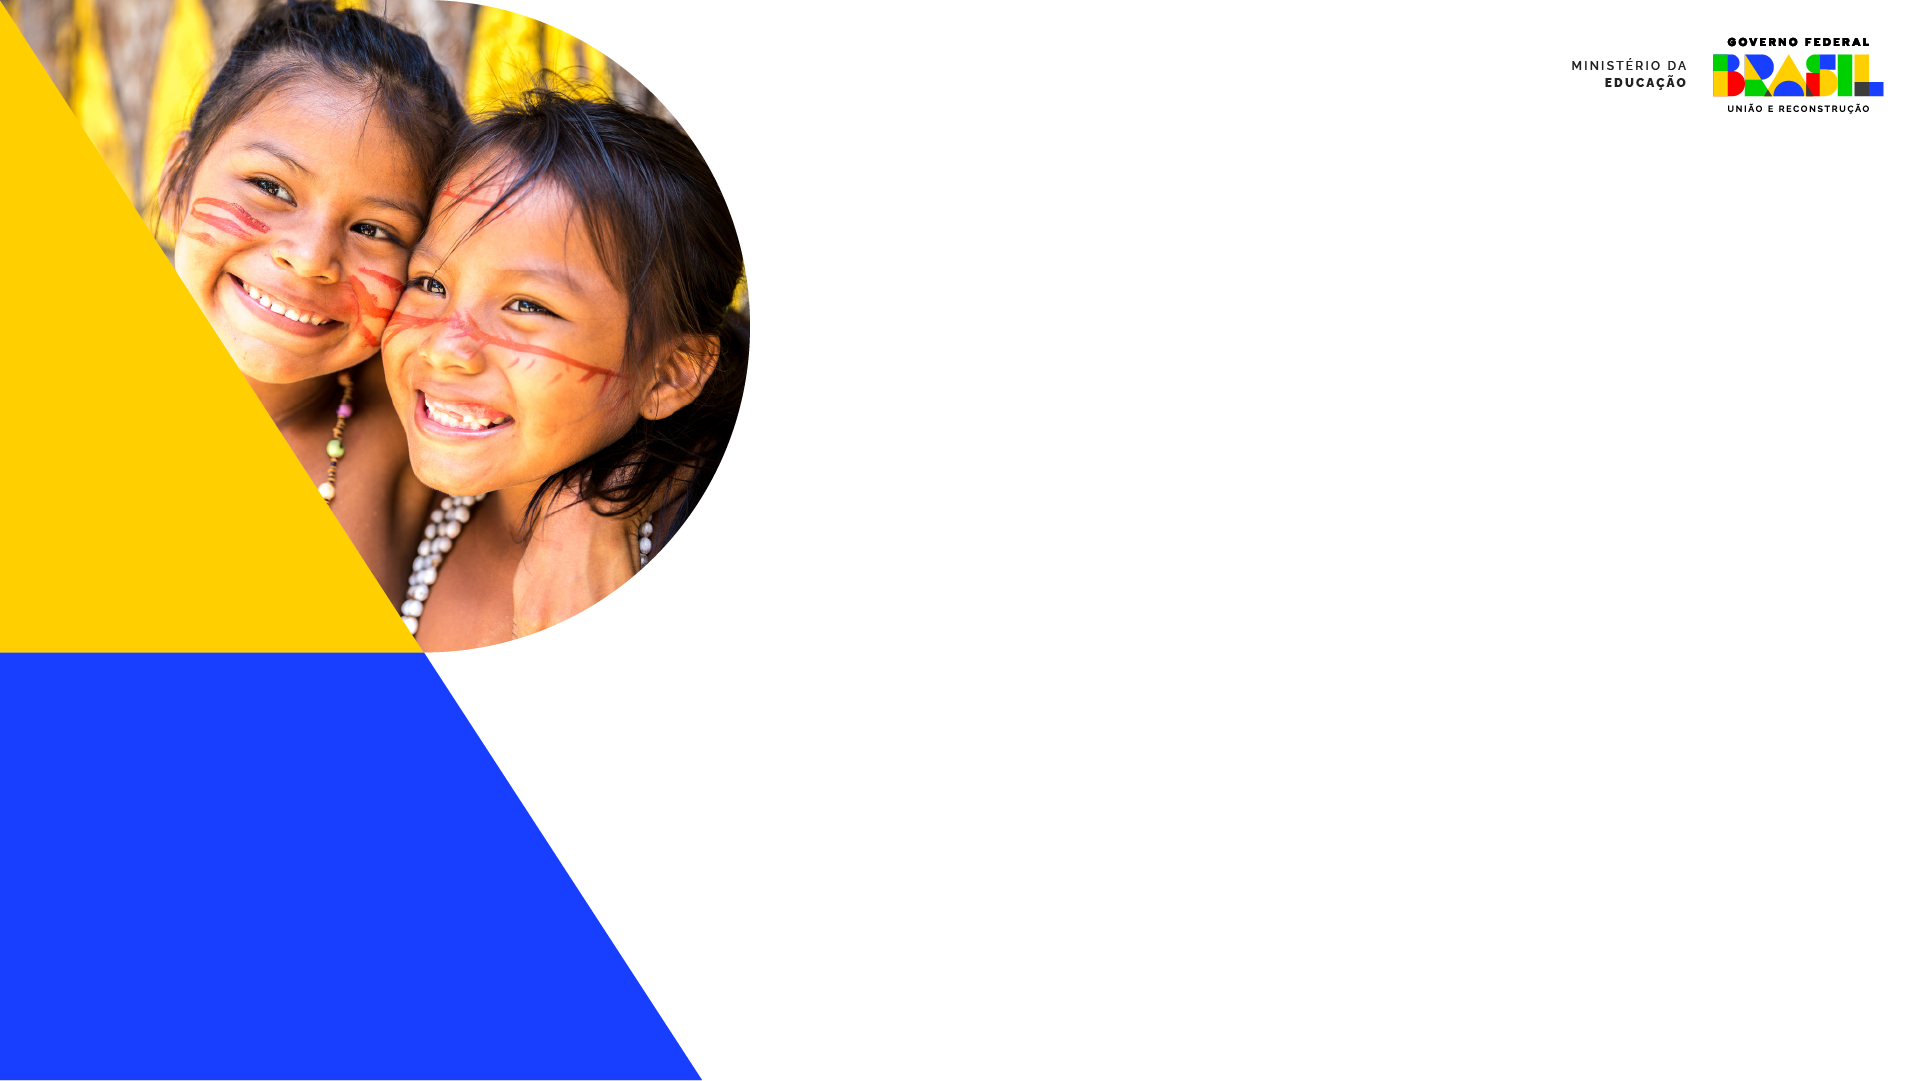 MINISTÉRIO DA
EDUCAÇÃO
GOVERNO FEDERAL
BRASIL
UNIÃO E RECONSTRUÇÃO